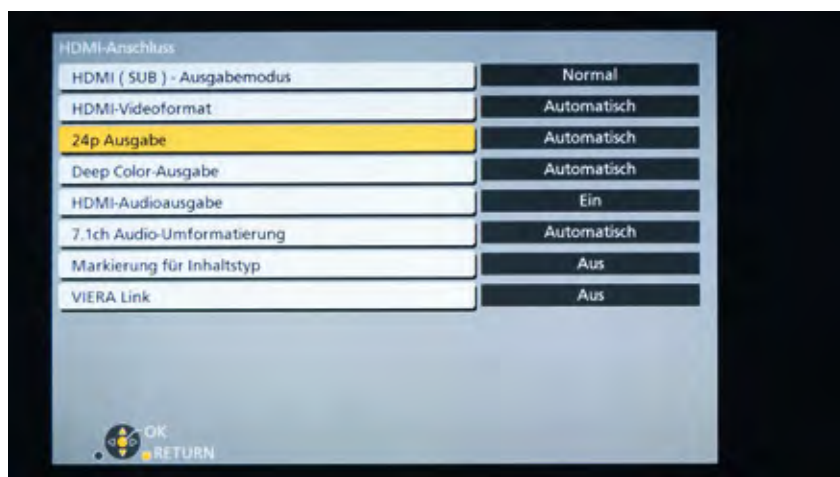 HDMI-Anschluss
HDMI ( SUB ) - Ausgabemodus Normal
HDMI-Videoformat Automatisch
24p Ausgabe Automatisch
Deep Color-Ausgabe Automatisch
HDMI-Audioausgabe Ein
7.1ch Audio-Umformatierung Automatisch
Markierung für Inhaltstyp Aus
VIERA Link Aus
OK
RETURN